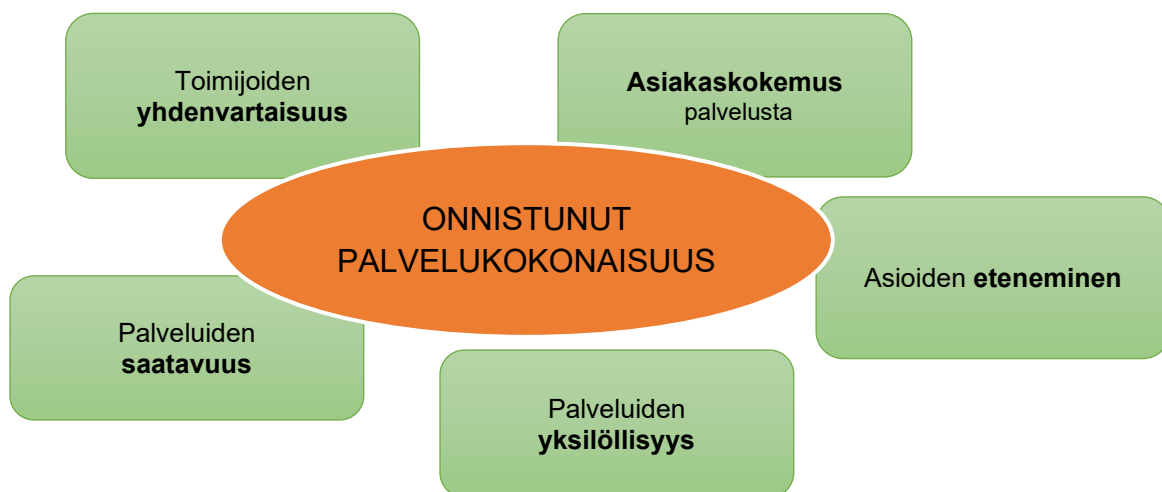 Toimijoiden
yhdenvartaisuus
Asiakaskokemus
palvelusta
ONNISTUNUT
PALVELUKOKONAISUUS
Asioiden eteneminen
Palveluiden
saatavuus
Palveluiden
yksilöllisyys